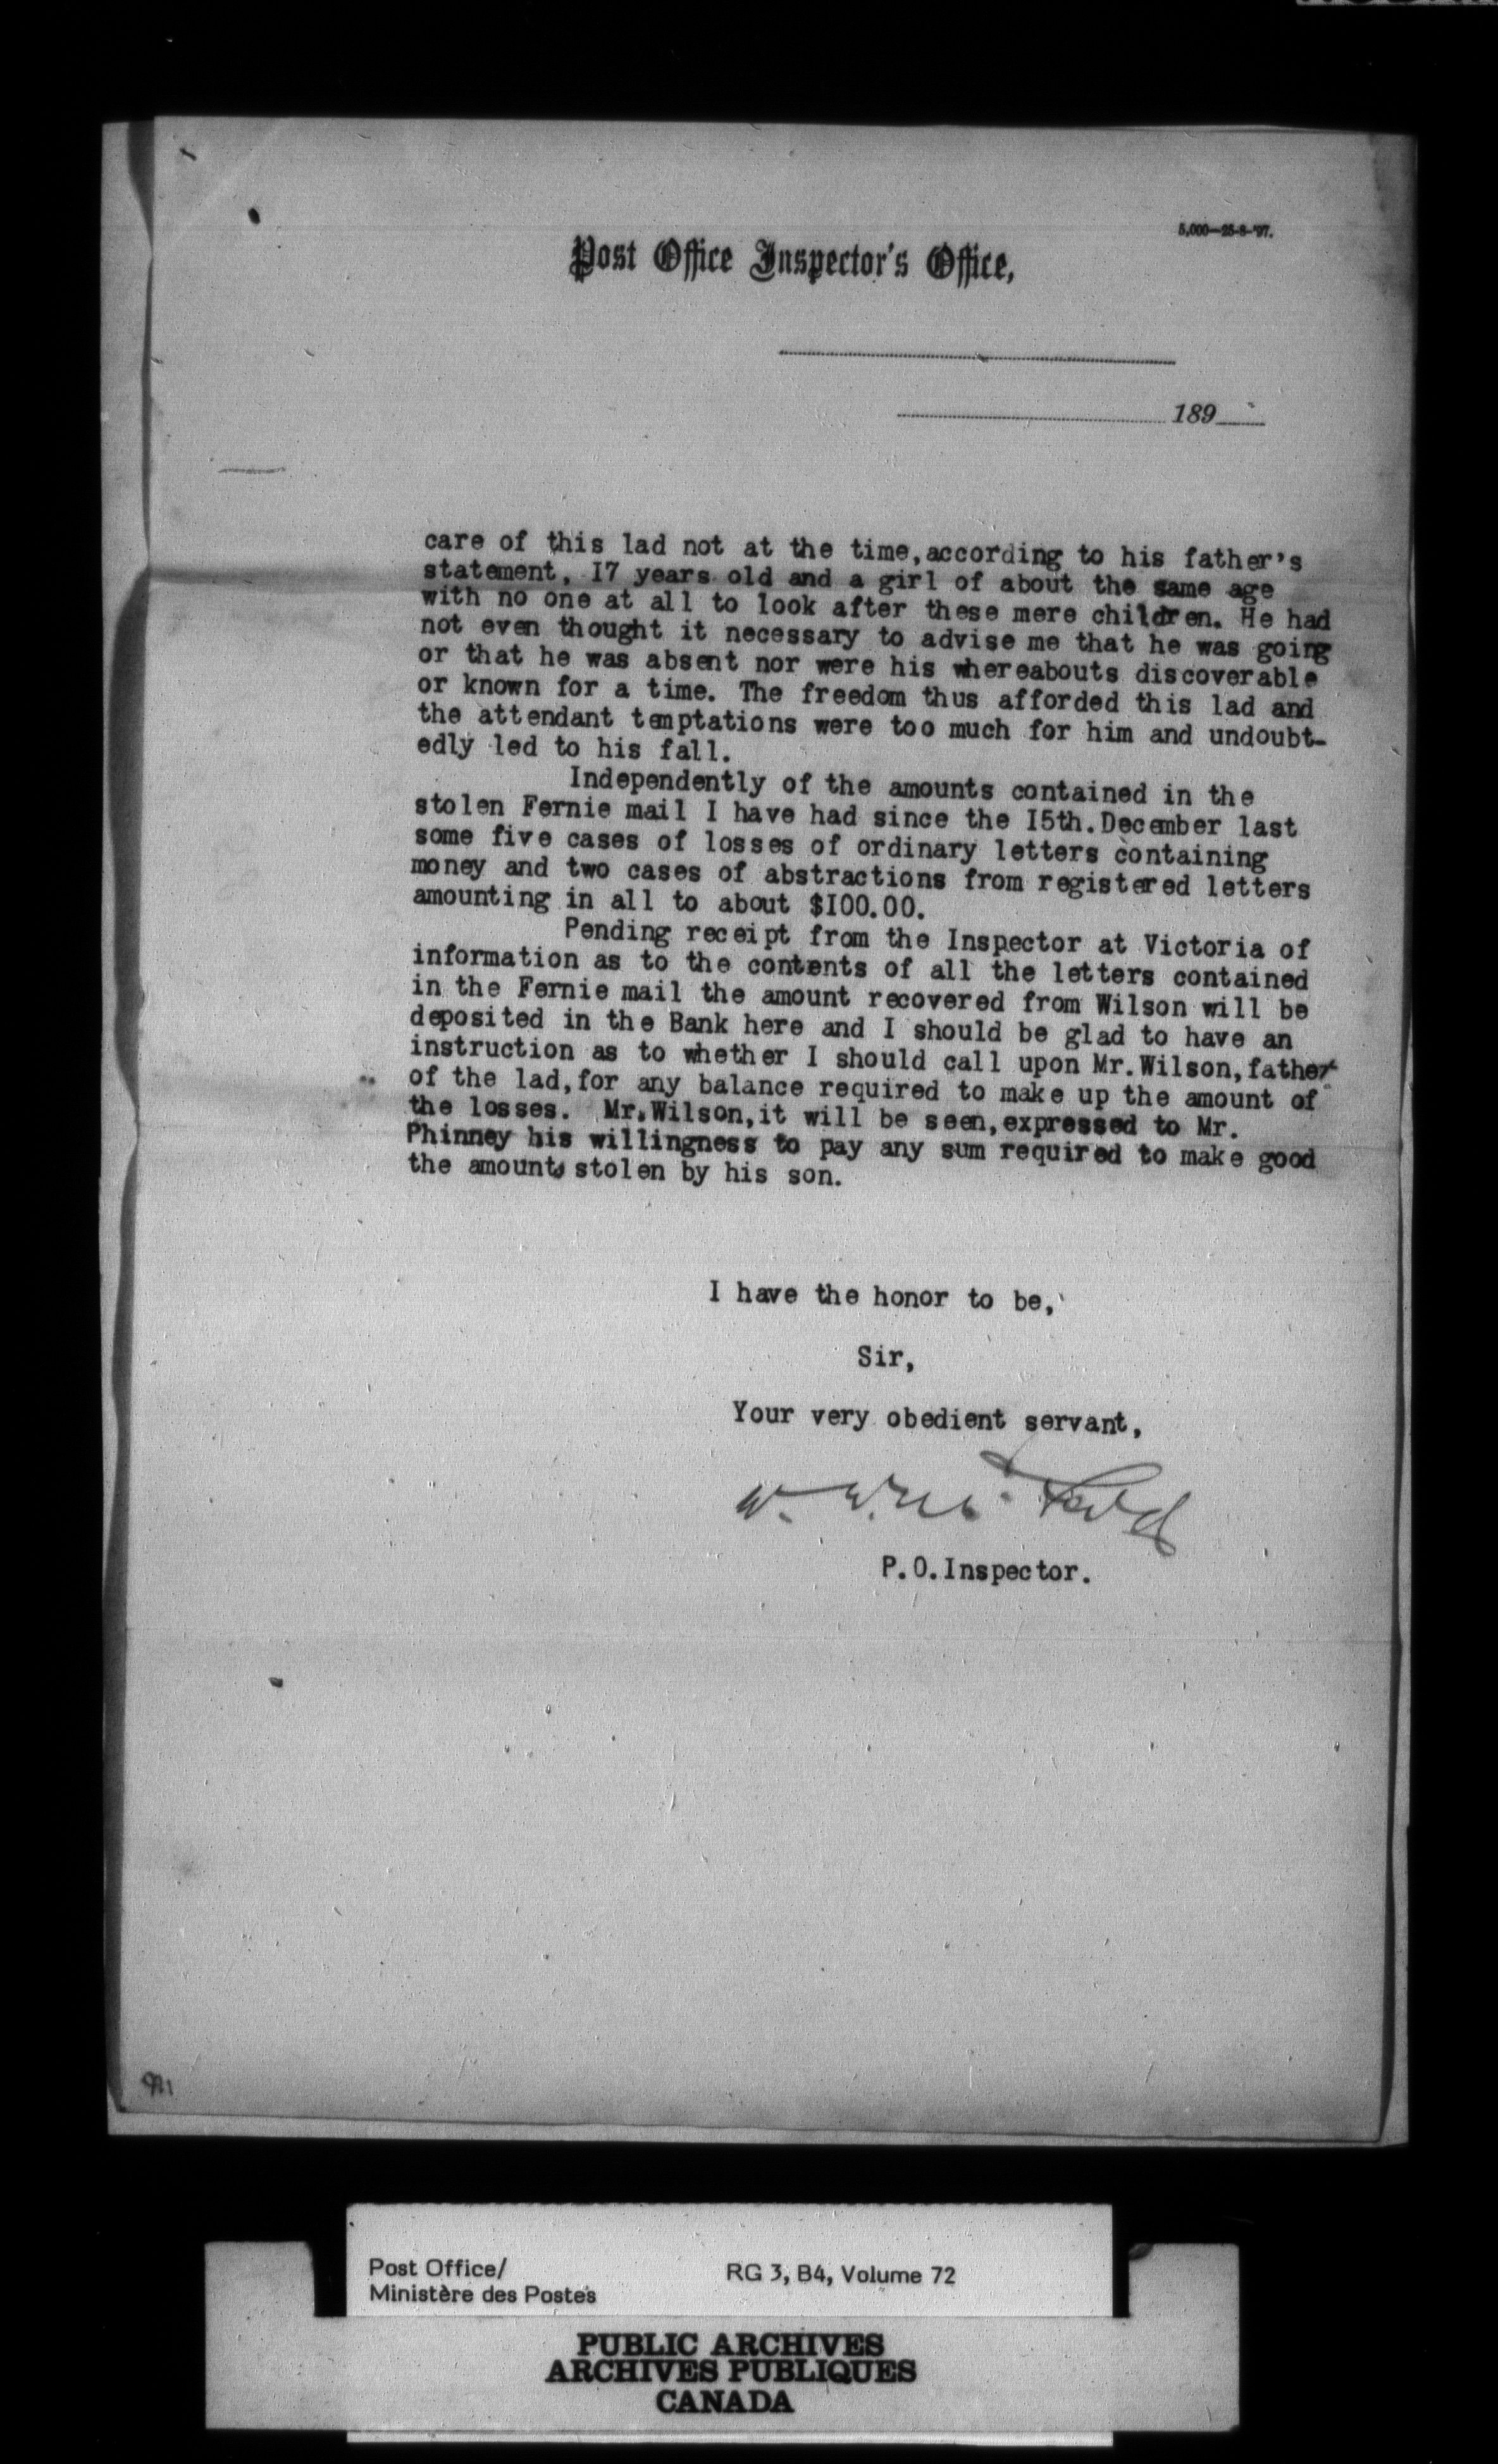 5,000—25-8-'97.
Post Office Inspector's Office,
189
care of this lad not at the time,according to his father's
statement, I7 years old and a girl of about the same age
with no one at all to look after these mere children. He had
not even thought it necessary to advise me that he was going
or that he was absent nor were his whereabouts discoverable
or known for a time. The freedom thus afforded this lad and
the attendant temptations were too much for him and undoubt-
edly led to his fall.
Independently of the amounts contained in the
stolen Fernie mail I have had since the I5th.December last
some five cases of losses of ordinary letters containing
money and two cases of abstractions from registered letters
amounting in all to about $I00.00.
Pending receipt from the Inspector at Victoria of
information as to the contents of all the letters contained
in the Fernie mail the amount recovered from Wilson will be
deposited in the Bank here and I should be glad to have an
instruction as to whether I should call upon Mr.Wilson,father
of the lad,for any balance required to make up the amount of
the losses. Mr.Wilson,it will be seen,expressed to Mr.
Phinney his willingness to pay any sum required to make good
the amounts stolen by his son.
I have the honor to be,
Sir,
Your very obedient servant,
P.O.Inspector.
Post Office/
Ministère des Postes
RG 3, B4, Volume 72
PUBLIC ARCHIVES
ARCHIVES PUBLIQUES
CANADA